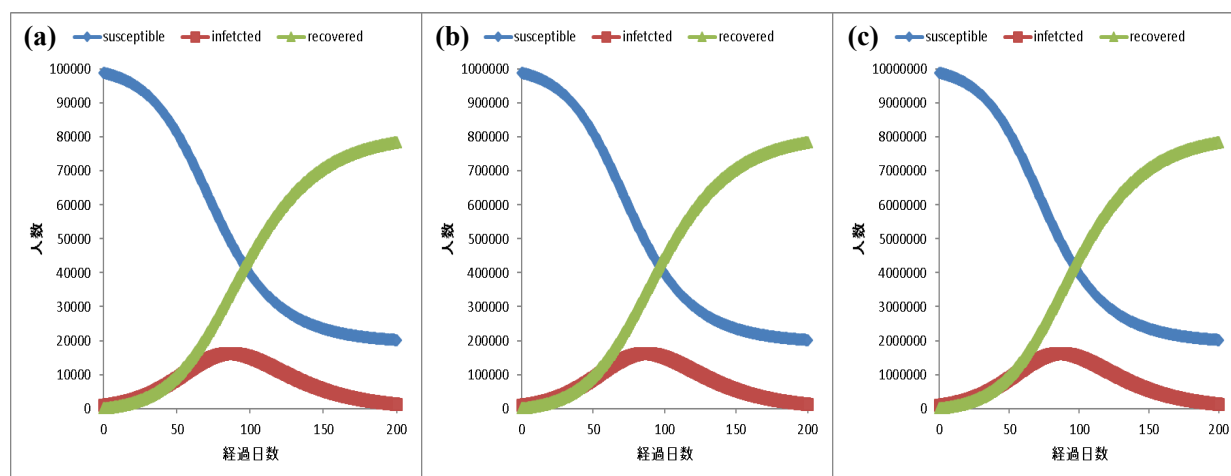 (a)
susceptible infetcted recovered
100000
90000
80000
70000
60000
50000
40000
30000
20000
10000
0
人数
0 50 100 150 200
経過日数
(b)
susceptible infetcted recovered
1000000
900000
800000
700000
600000
500000
400000
300000
200000
100000
0
人数
0 50 100 150 200
経過日数
(c)
susceptible infetcted recovered
10000000
9000000
8000000
7000000
6000000
5000000
4000000
3000000
2000000
1000000
0
人数
0 50 100 150 200
経過日数